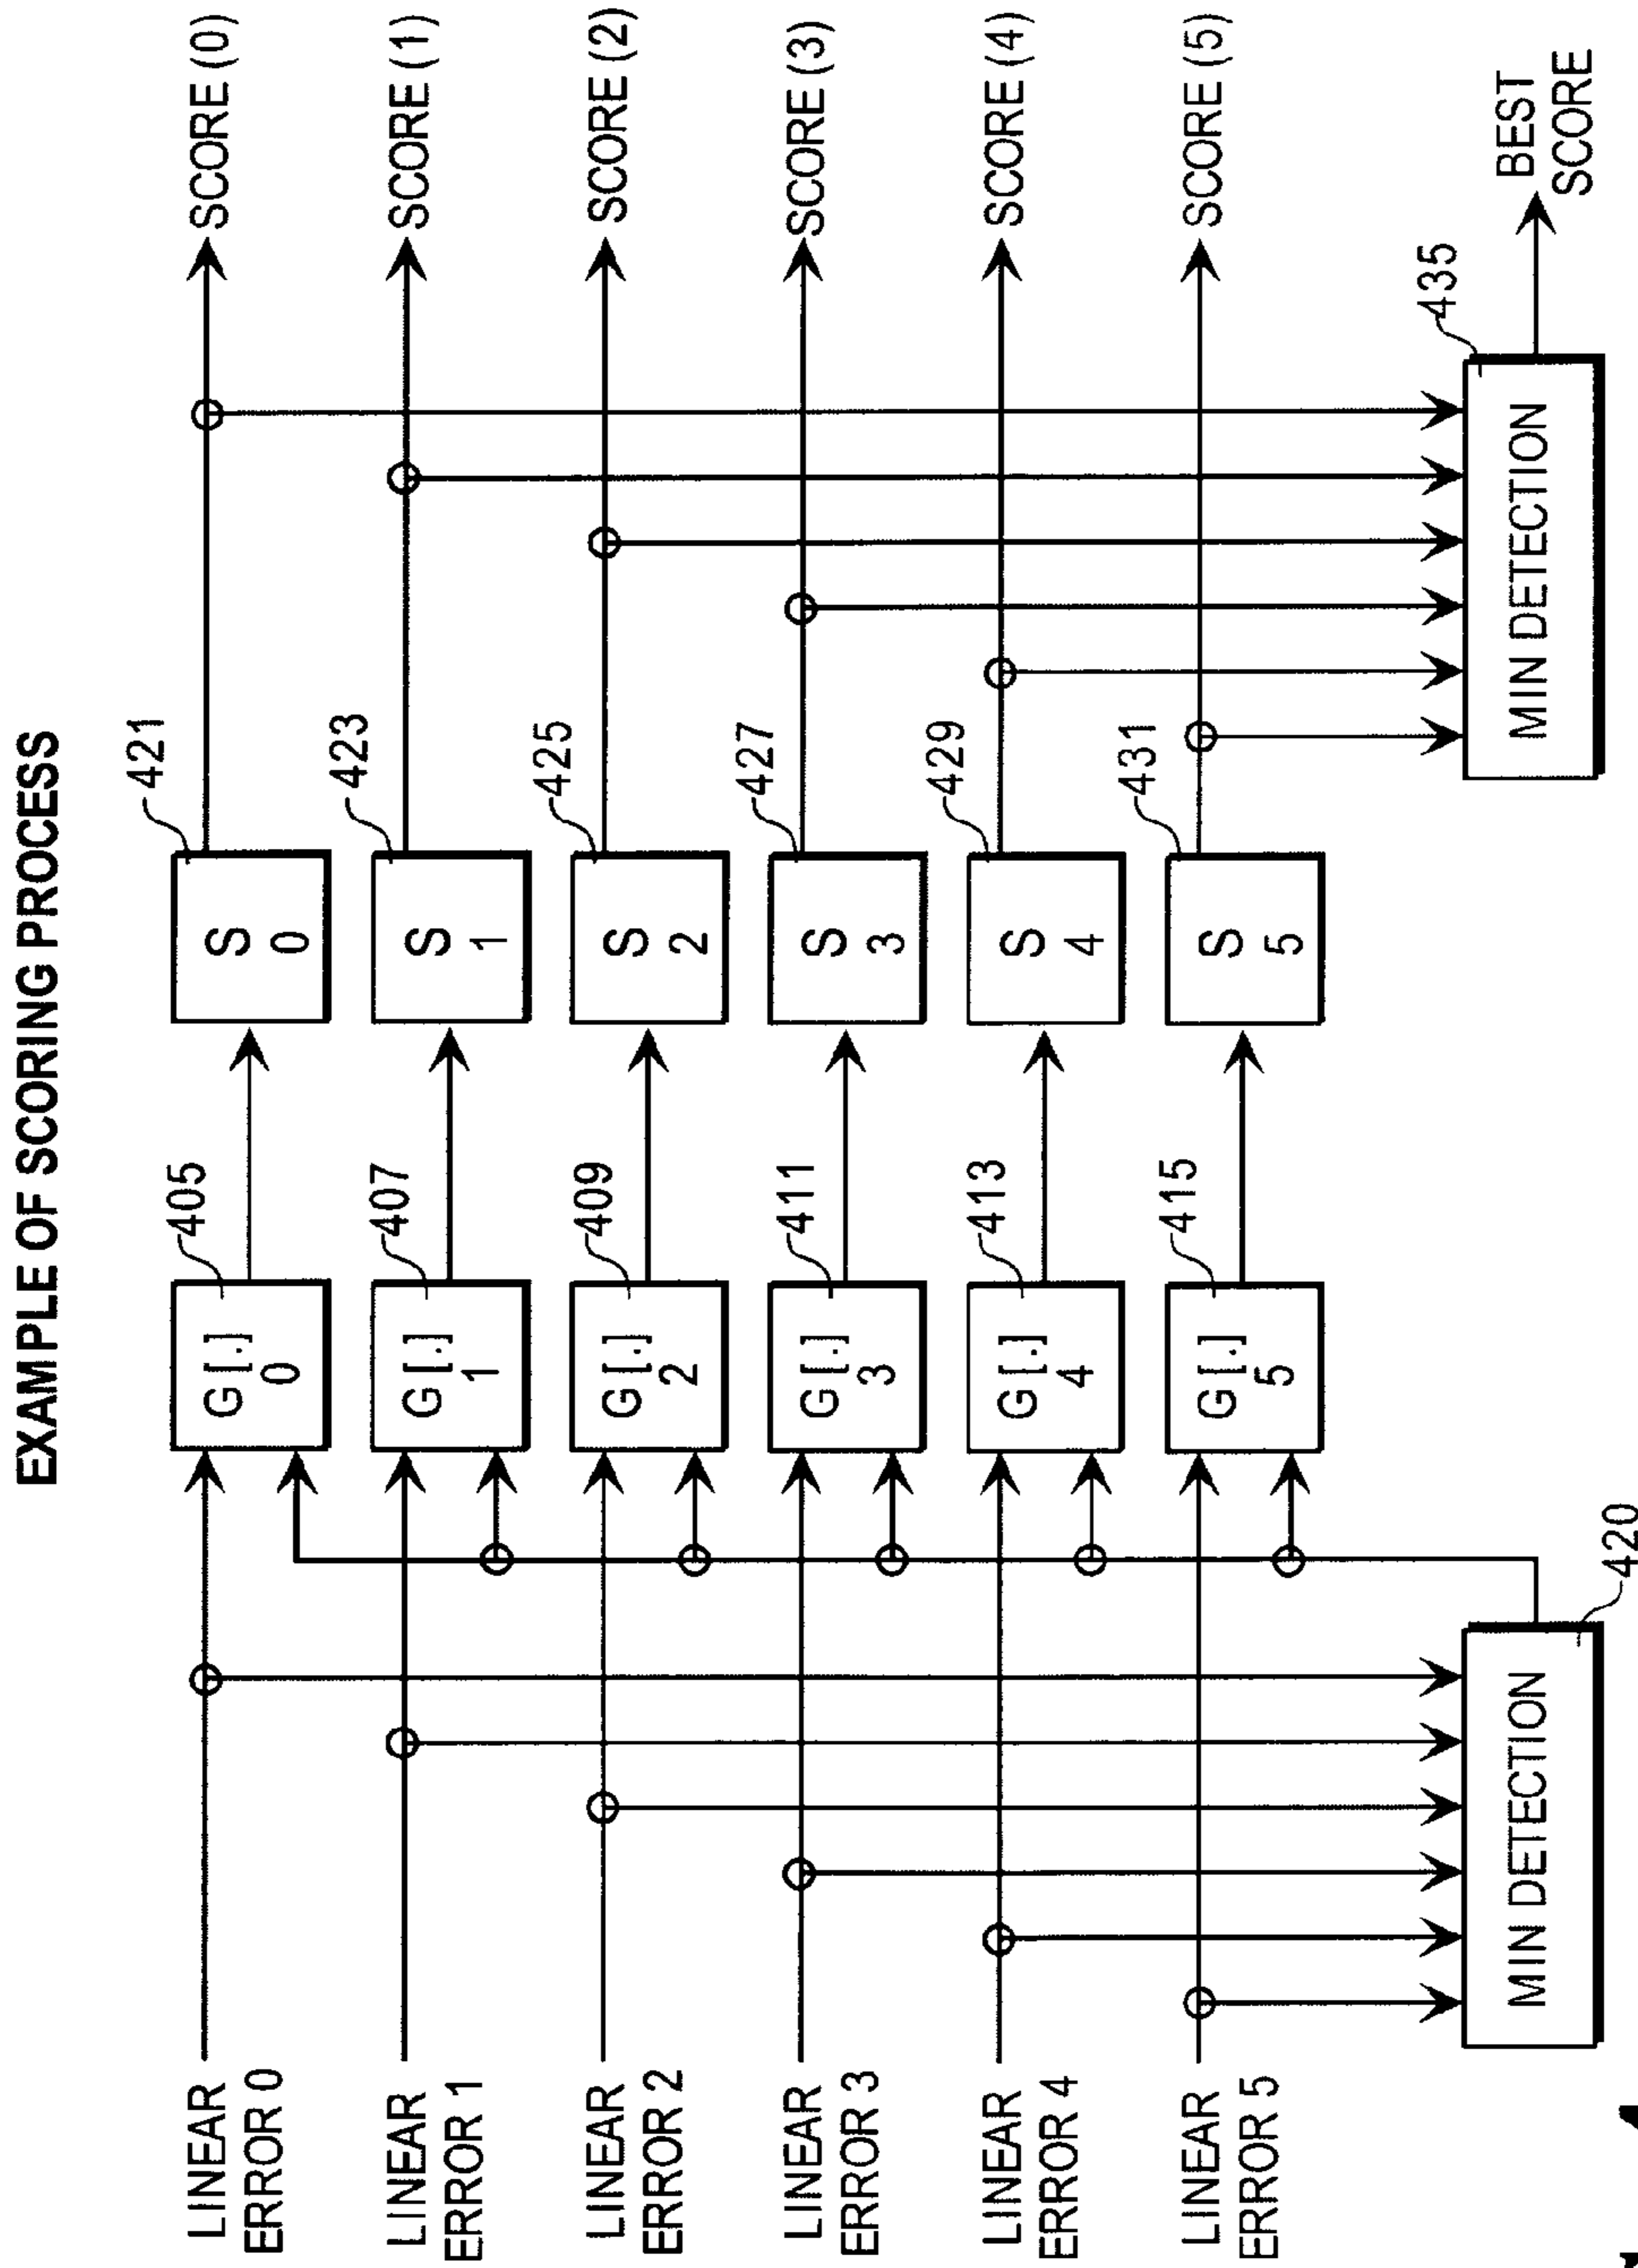 EXAMPLE OF SCORING PROCESS
LINEAR
ERROR 0
G [.]
0
405
S
0
421
SCORE (0)
LINEAR
ERROR 1
G [.]
1
407
S
1
423
SCORE (1)
LINEAR
ERROR 2
G [.]
2
409
S
2
425
SCORE (2)
LINEAR
ERROR 3
G [.]
3
411
S
3
427
SCORE (3)
LINEAR
ERROR 4
G [.]
4
413
S
4
429
SCORE (4)
LINEAR
ERROR 5
G [.]
5
415
S
5
431
SCORE (5)
MIN DETECTION
420
MIN DETECTION
435
BEST
SCORE